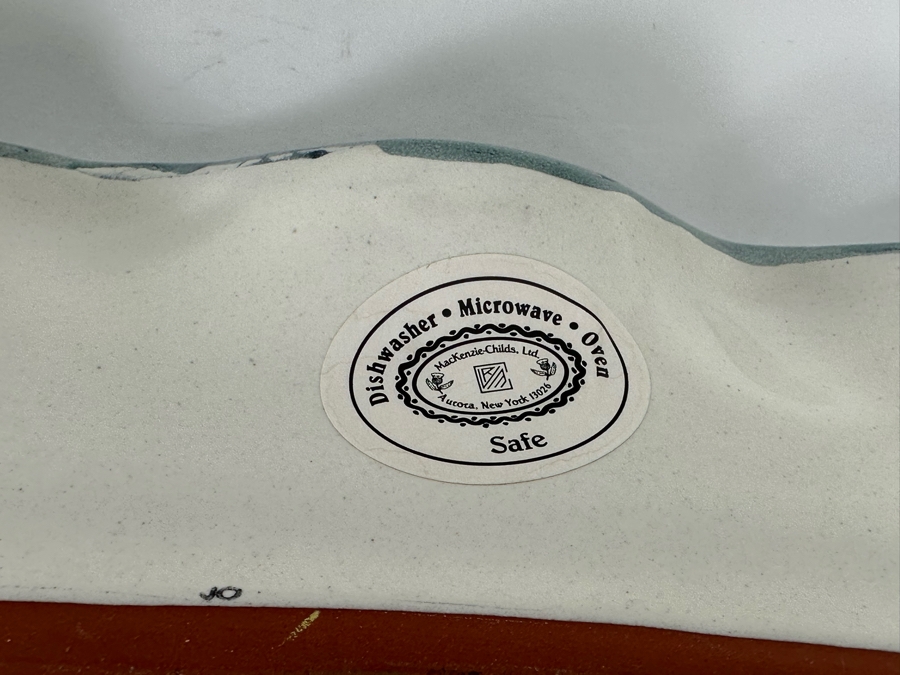 Dishwasher • Microwave • Oven
MacKenzie-Childs, Ltd.
Aurora, New York 13026
Safe
JO